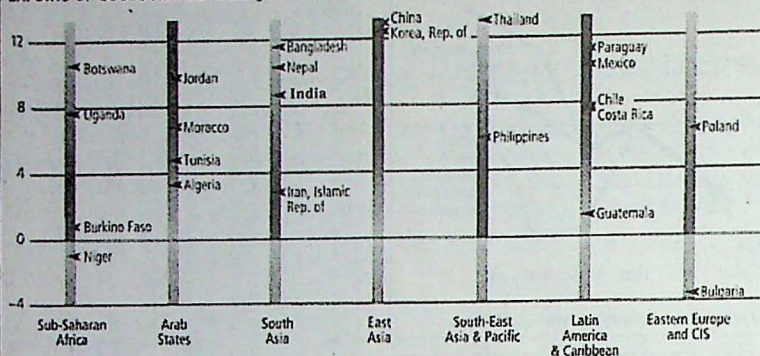 12
8
4
0
-4
Botswana
Uganda
Burkino Faso
Niger
Jordan
Morocco
Tunisia
Algeria
Bangladesh
Nepal
India
Iran, Islamic
Rep. of
China
Korea, Rep. of
Thailand
Philippines
Paraguay
Mexico
Chile
Costa Rica
Guatemala
Poland
Bulgaria
Sub-Saharan
Africa
Arab
States
South
Asia
East
Asia
South-East
Asia & Pacific
Latin
America
& Caribbean
Eastern Europe
and CIS